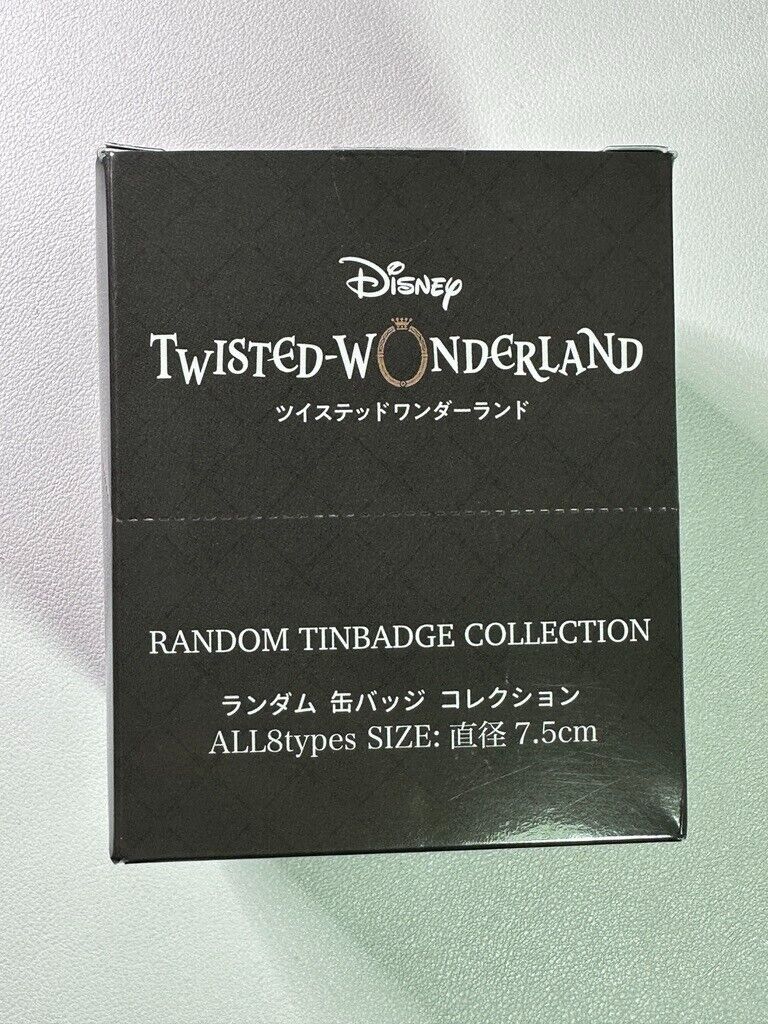 Disney
TWISTED-WONDERLAND
ツイステッドワンダーランド
RANDOM TINBADGE COLLECTION
ランダム 缶バッジ コレクション
ALL8types SIZE: 直径 7.5cm